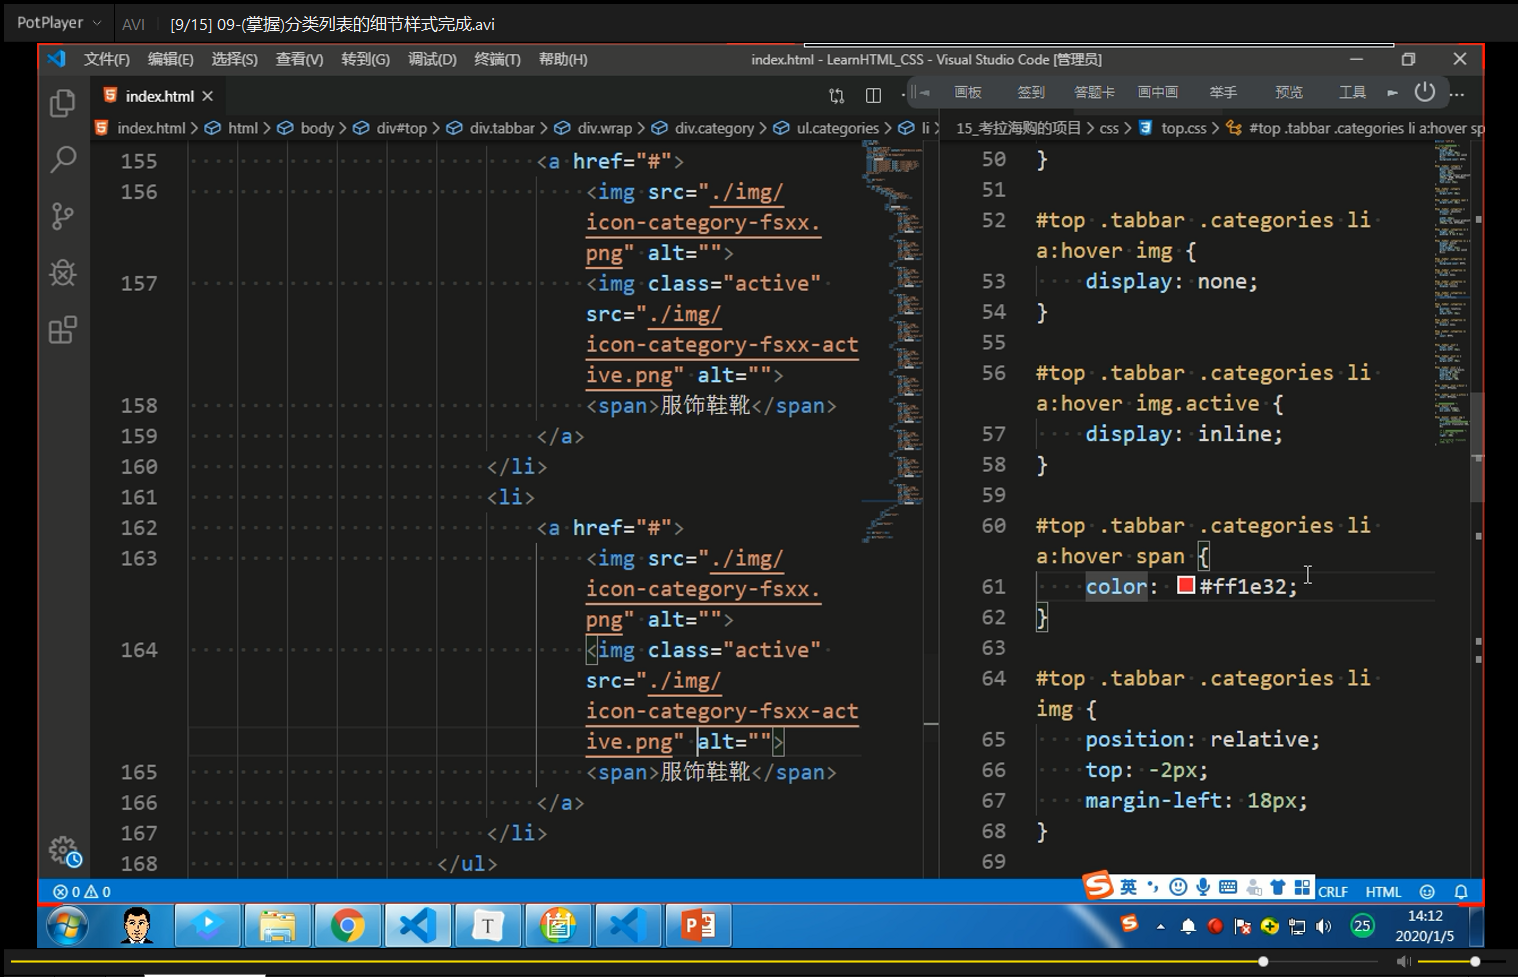 PotPlayer AVI [9/15] 09-(掌握)分类列表的细节样式完成.avi
文件(F) 编辑(E) 选择(S) 查看(V) 转到(G) 调试(D) 终端(T) 帮助(H) index.html - LearnHTML_CSS - Visual Studio Code [管理员]
index.html
画板 签到 答题卡 画中画 举手 预览 工具
index.html > html > body > div#top > div.tabbar > div.wrap > div.category > ul.categories > li >
15_考拉海购的项目 > css > top.css > #top .tabbar .categories li a:hover sp
155 <a href="#">
156 <img src="./img/
icon-category-fsxx.
png" alt="">
157 <img class="active"
src="./img/
icon-category-fsxx-act
ive.png" alt="">
158 <span>服饰鞋靴</span>
159 </a>
160 </li>
161 <li>
162 <a href="#">
163 <img src="./img/
icon-category-fsxx.
png" alt="">
164 <img class="active"
src="./img/
icon-category-fsxx-act
ive.png" alt="">
165 <span>服饰鞋靴</span>
166 </a>
167 </li>
168 </ul>
50 }
51
52 #top .tabbar .categories li
a:hover img {
53 display: none;
54 }
55
56 #top .tabbar .categories li
a:hover img.active {
57 display: inline;
58 }
59
60 #top .tabbar .categories li
a:hover span {
61 color: #ff1e32;
62 }
63
64 #top .tabbar .categories li
img {
65 position: relative;
66 top: -2px;
67 margin-left: 18px;
68 }
69
0 0 英 CRLF HTML
25 14:12
2020/1/5